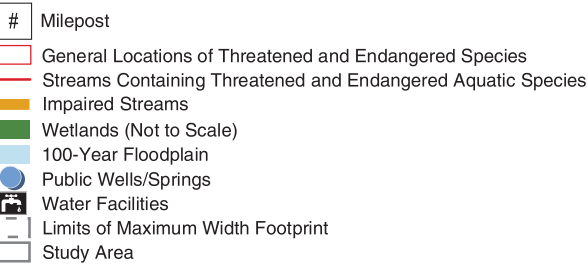 # Milepost
General Locations of Threatened and Endangered Species
Streams Containing Threatened and Endangered Aquatic Species
Impaired Streams
Wetlands (Not to Scale)
100-Year Floodplain
Public Wells/Springs
Water Facilities
Limits of Maximum Width Footprint
Study Area